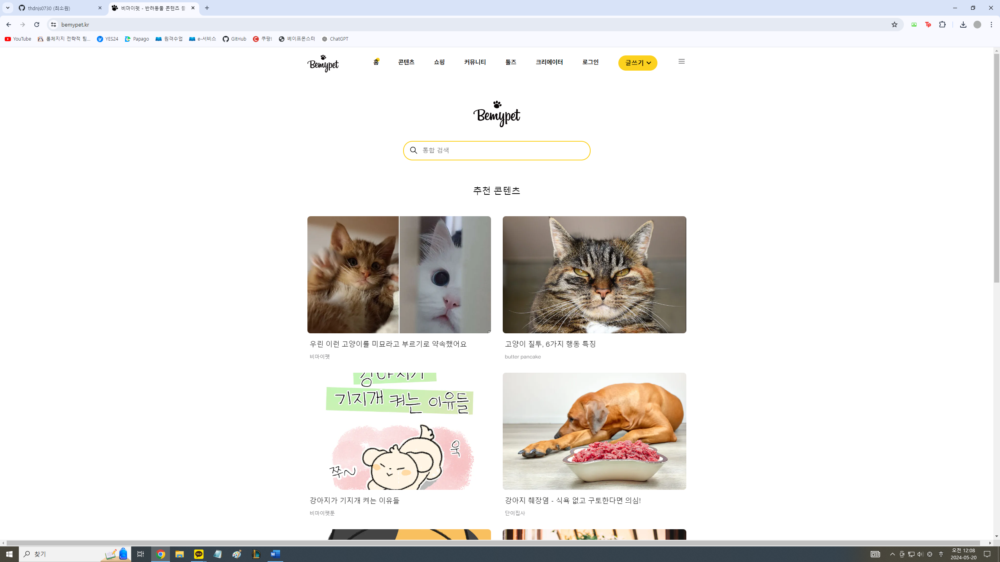 thdnjs0730 (최소원)
비마이펫 - 반려동물 콘텐츠 플
bemypet.kr
YouTube
롤체지지 전략적 팀...
YES24
Papago
원격수업
e-서비스
GitHub
쿠팡!
베이프몬스터
ChatGPT
Bemypet
홈
콘텐츠
쇼핑
커뮤니티
툴즈
크리에이터
로그인
글쓰기
Bemypet
통합 검색
추천 콘텐츠
우린 이런 고양이를 미묘라고 부르기로 약속했어요
비마이펫
고양이 질투, 6가지 행동 특징
butter pancake
강아지가
기지개 켜는 이유들
욱
쭈~
강아지가 기지개 켜는 이유들
비마이펫툰
강아지 췌장염 - 식욕 없고 구토한다면 의심!
단이집사
찾기
TALK
오전 12:08
2024-05-20